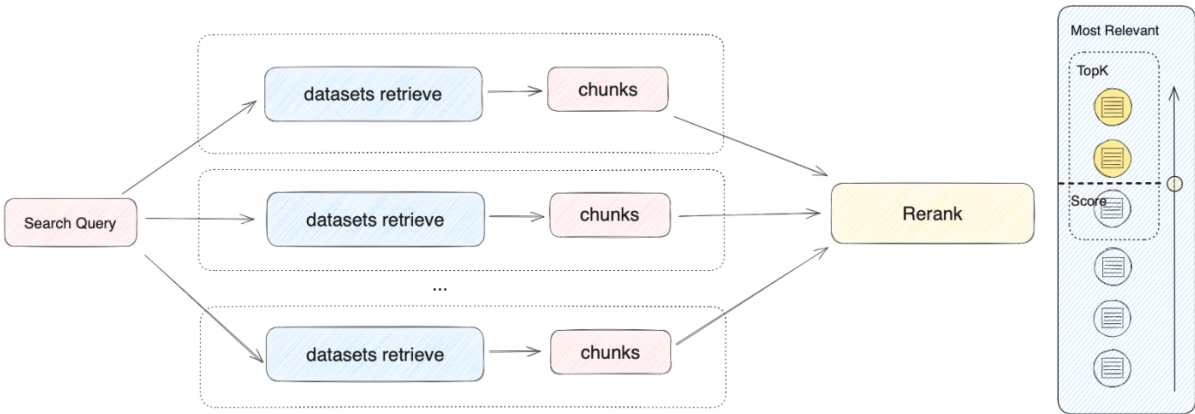 Most Relevant
TopK
datasets retrieve
chunks
Search Query
datasets retrieve
chunks
Rerank
Score
...
datasets retrieve
chunks